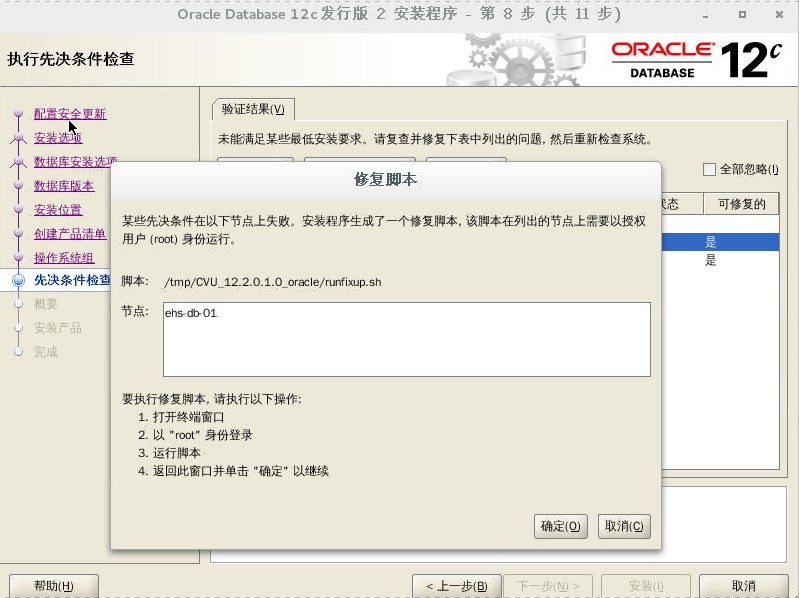 Oracle Database 12c 发行版 2 安装程序 - 第 8 步 (共 11 步)
执行先决条件检查
ORACLE
DATABASE
12c
配置安全更新
安装选项
数据库安装选项
数据库版本
安装位置
创建产品清单
操作系统组
先决条件检查
概要
安装产品
完成
验证结果(V)
未能满足某些最低安装要求。请复查并修复下表中列出的问题, 然后重新检查系统。
全部忽略(I)
状态
可修复的
是
是
修复脚本
某些先决条件在以下节点上失败。安装程序生成了一个修复脚本, 该脚本在列出的节点上需要以授权
用户 (root) 身份运行。
脚本: /tmp/CVU_12.2.0.1.0_oracle/runfixup.sh
节点: ehs-db-01
要执行修复脚本, 请执行以下操作:
1. 打开终端窗口
2. 以 "root" 身份登录
3. 运行脚本
4. 返回此窗口并单击 "确定" 以继续
确定(O)
取消(C)
帮助(H)
< 上一步(B)
下一步(N) >
安装(I)
取消